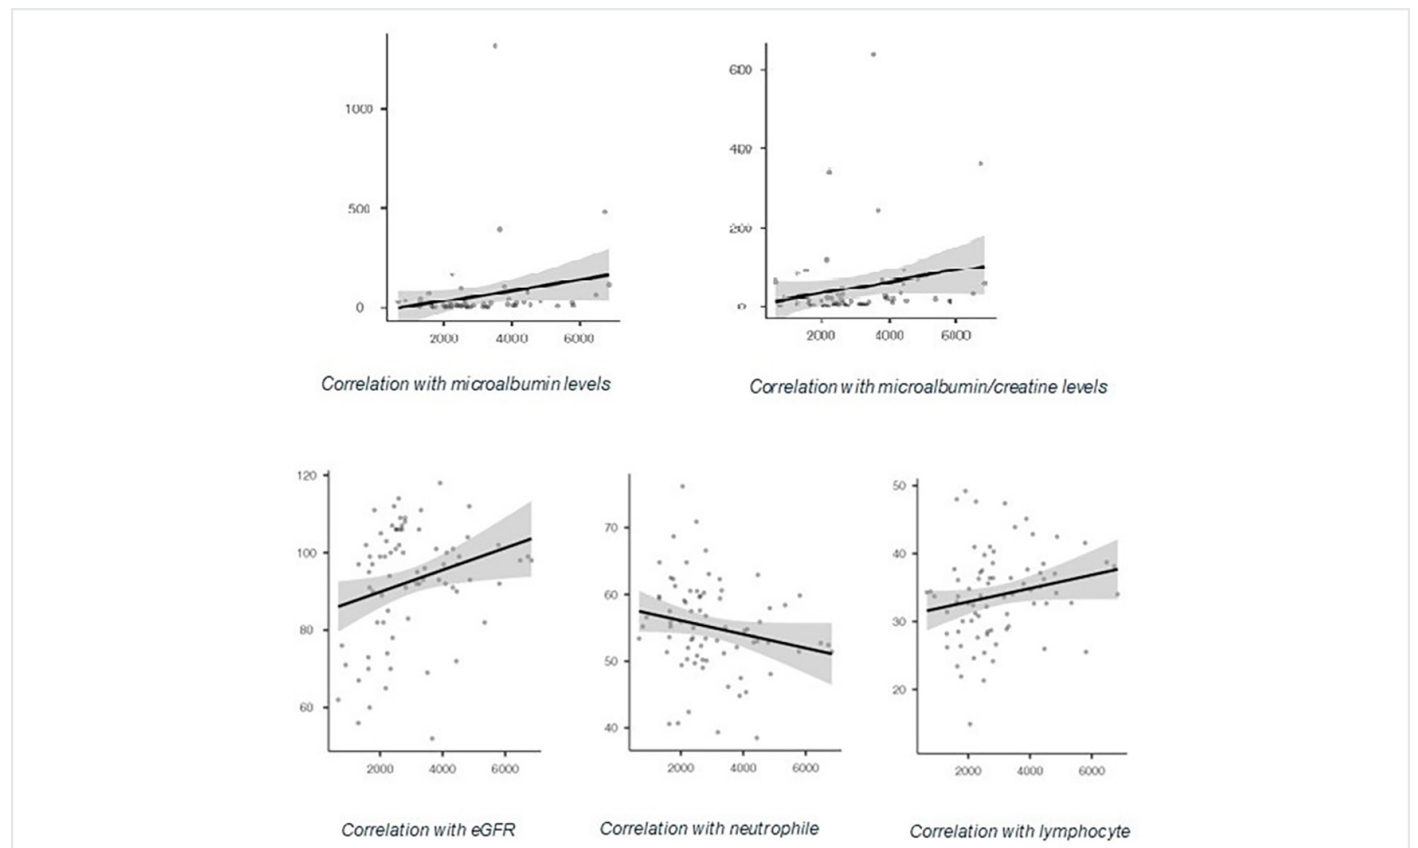 1000
500
0
2000 4000 6000
Correlation with microalbumin levels
600
400
200
0
2000 4000 6000
Correlation with microalbumin/creatine levels
120
100
80
60
2000 4000 6000
Correlation with eGFR
70
60
50
40
2000 4000 6000
Correlation with neutrophile
50
40
30
20
2000 4000 6000
Correlation with lymphocyte